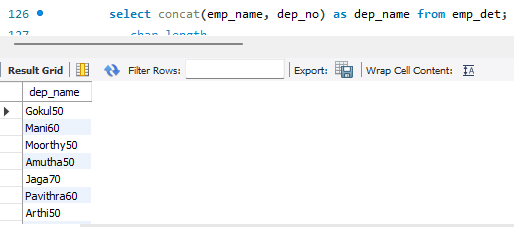 126 select concat(emp_name, dep_no) as dep_name from emp_det;
127 char_length
Result Grid Filter Rows: Export: Wrap Cell Content:
dep_name
Gokul50
Mani60
Moorthy50
Amutha50
Jaga70
Pavithra60
Arthi50